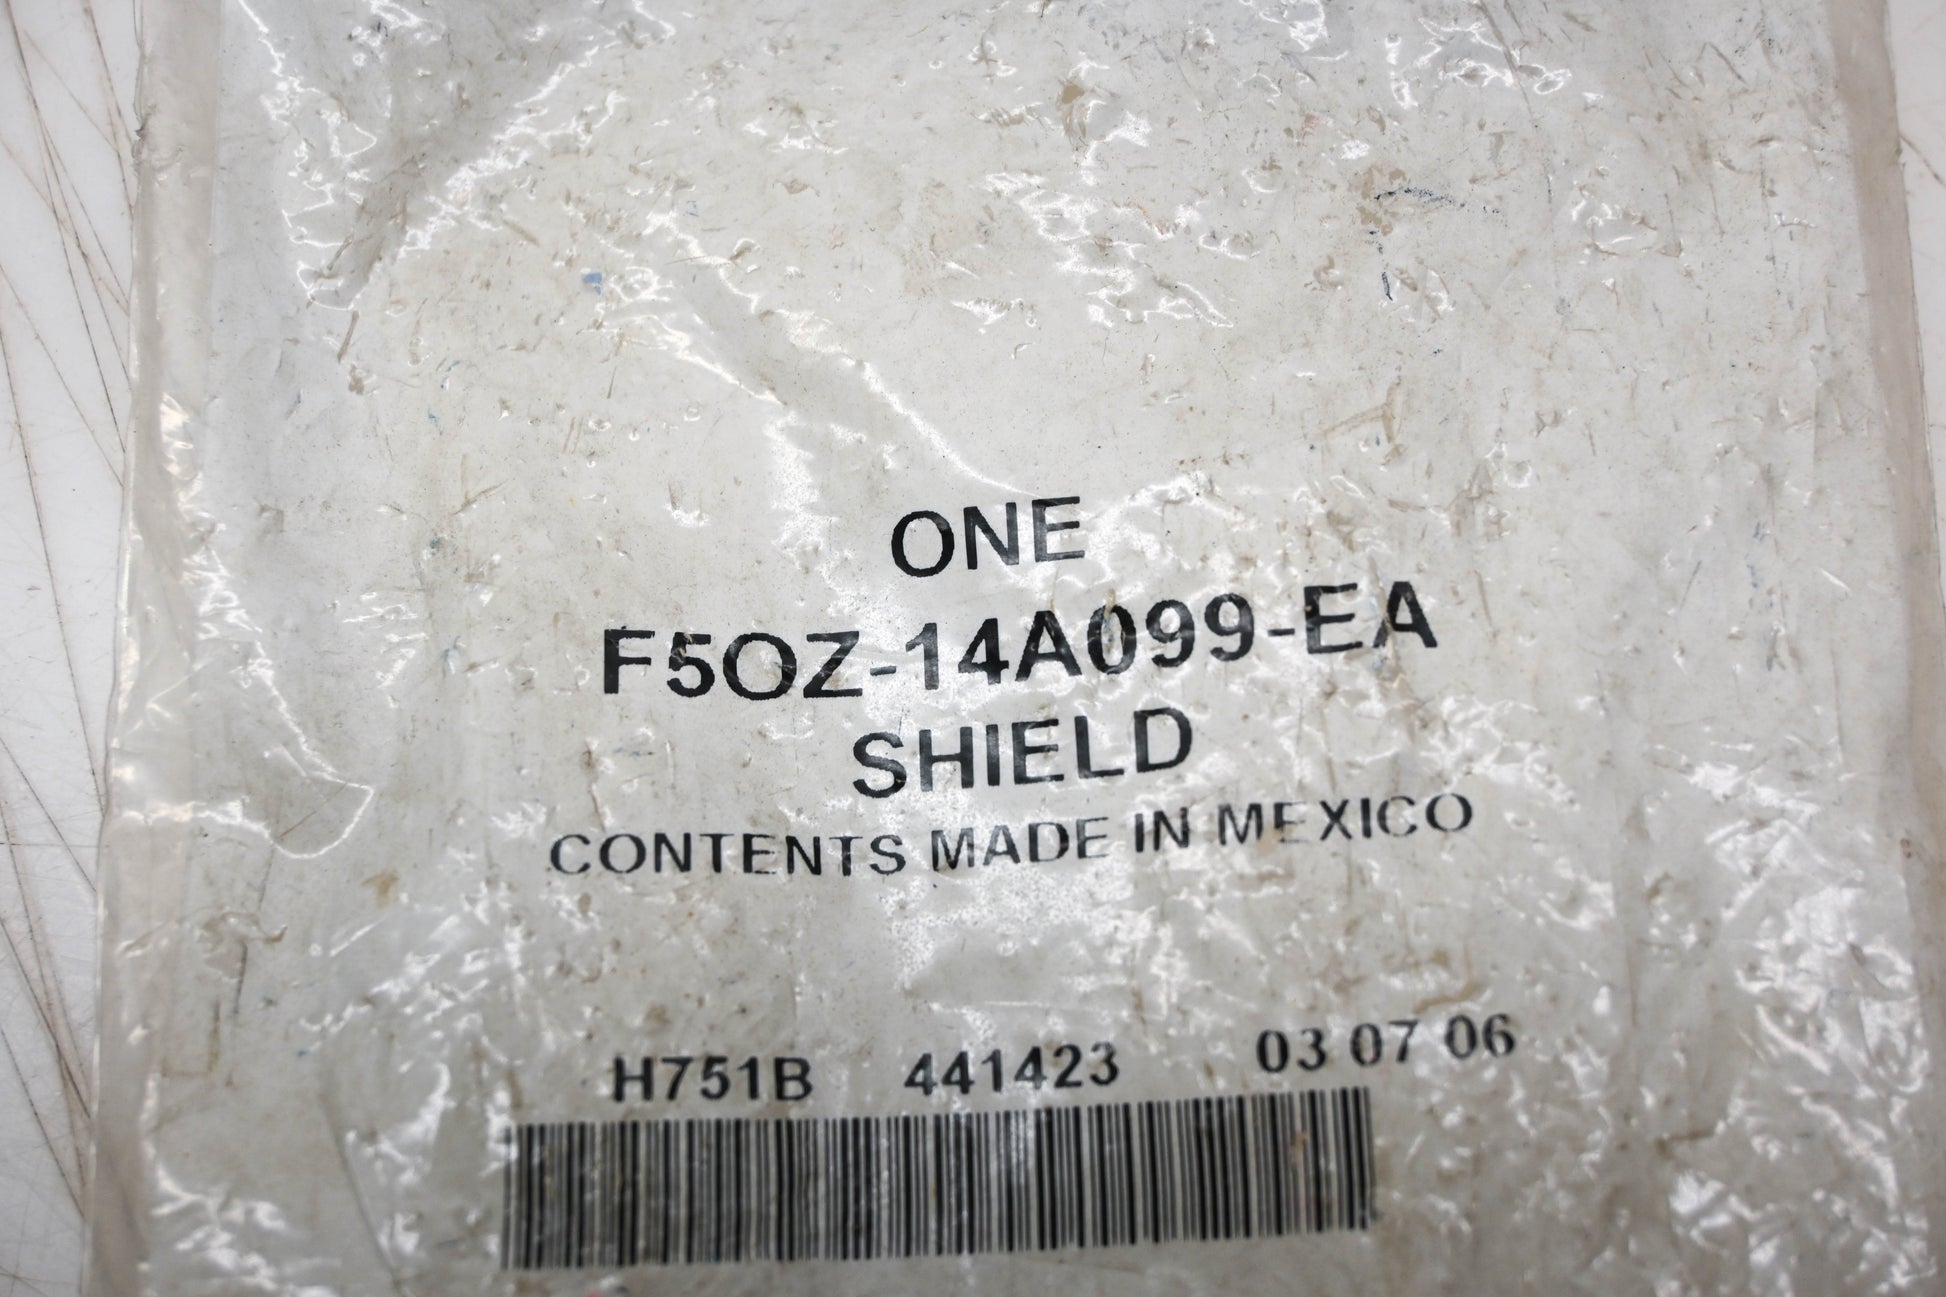 ONE
F5OZ-14A099-EA
SHIELD
CONTENTS MADE IN MEXICO
H751B 441423 03 07 06